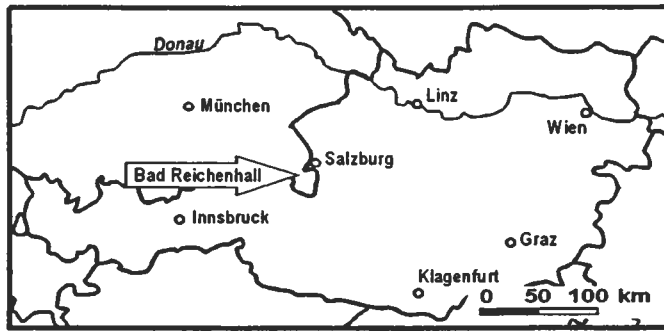 Donau
München
Linz
Wien
Salzburg
Bad Reichenhall
Innsbruck
Graz
Klagenfurt
0 50 100 km